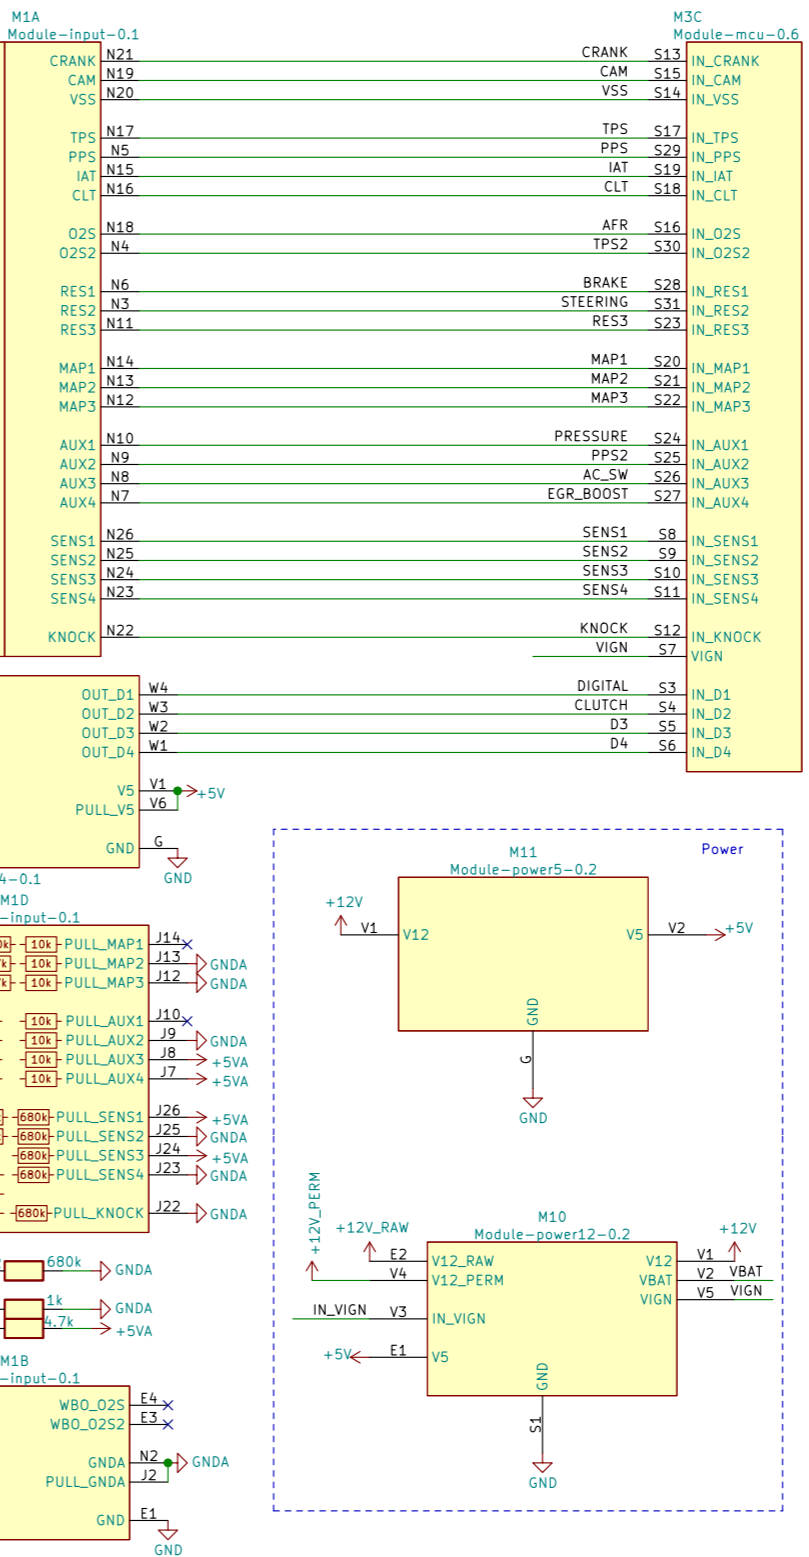 M1A
Module-input-0.1
M3C
Module-mcu-0.6
CRANK N21 CRANK S13 IN_CRANK
CAM N19 CAM S15 IN_CAM
VSS N20 VSS S14 IN_VSS
TPS N17 TPS S17 IN_TPS
PPS N5 PPS S29 IN_PPS
IAT N15 IAT S19 IN_IAT
CLT N16 CLT S18 IN_CLT
O2S N18 AFR S16 IN_O2S
O2S2 N4 TPS2 S30 IN_O2S2
RES1 N6 BRAKE S28 IN_RES1
RES2 N3 STEERING S31 IN_RES2
RES3 N11 RES3 S23 IN_RES3
MAP1 N14 MAP1 S20 IN_MAP1
MAP2 N13 MAP2 S21 IN_MAP2
MAP3 N12 MAP3 S22 IN_MAP3
AUX1 N10 PRESSURE S24 IN_AUX1
AUX2 N9 PPS2 S25 IN_AUX2
AUX3 N8 AC_SW S26 IN_AUX3
AUX4 N7 EGR_BOOST S27 IN_AUX4
SENS1 N26 SENS1 S8 IN_SENS1
SENS2 N25 SENS2 S9 IN_SENS2
SENS3 N24 SENS3 S10 IN_SENS3
SENS4 N23 SENS4 S11 IN_SENS4
KNOCK N22 KNOCK S12 IN_KNOCK
VIGN S7 VIGN
OUT_D1 W4 DIGITAL S3 IN_D1
OUT_D2 W3 CLUTCH S4 IN_D2
OUT_D3 W2 D3 S5 IN_D3
OUT_D4 W1 D4 S6 IN_D4
V5 V1 +5V
PULL_V5 V6
GND G
GND
4-0.1
M1D
-input-0.1
10k PULL_MAP1 J14
10k PULL_MAP2 J13 GNDA
10k PULL_MAP3 J12 GNDA
10k PULL_AUX1 J10
10k PULL_AUX2 J9 GNDA
10k PULL_AUX3 J8 +5VA
10k PULL_AUX4 J7 +5VA
680k PULL_SENS1 J26 +5VA
680k PULL_SENS2 J25 GNDA
680k PULL_SENS3 J24 +5VA
680k PULL_SENS4 J23 GNDA
680k PULL_KNOCK J22 GNDA
680k GNDA
1k GNDA
4.7k +5VA
M1B
-input-0.1
WBO_O2S E4
WBO_O2S2 E3
GNDA N2 GNDA
PULL_GNDA J2
GND E1
GND
Power
M11
Module-power5-0.2
+12V
V1 V12 V5 V2 +5V
GND
G
GND
M10
Module-power12-0.2
+12V_PERM
+12V_RAW
+12V
E2 V12_RAW V12 V1
V4 V12_PERM VBAT V2 VBAT
VIGN V5 VIGN
IN_VIGN V3 IN_VIGN
+5V E1 V5
GND
S1
GND